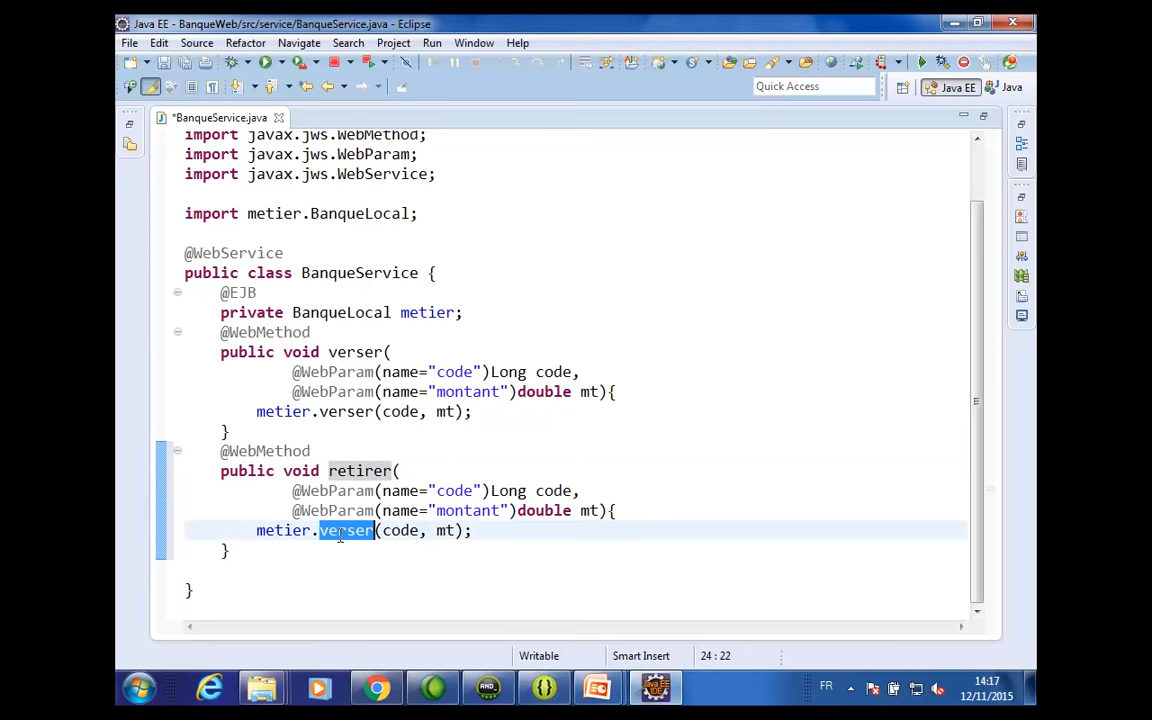 Java EE - BanqueWeb/src/service/BanqueService.java - Eclipse
File Edit Source Refactor Navigate Search Project Run Window Help
Quick Access
Java EE
Java
*BanqueService.java
import javax.jws.WebMethod;
import javax.jws.WebParam;
import javax.jws.WebService;
import metier.BanqueLocal;
@WebService
public class BanqueService {
@EJB
private BanqueLocal metier;
@WebMethod
public void verser(
@WebParam(name="code")Long code,
@WebParam(name="montant")double mt){
metier.verser(code, mt);
}
@WebMethod
public void retirer(
@WebParam(name="code")Long code,
@WebParam(name="montant")double mt){
metier.verser(code, mt);
}
}
Writable
Smart Insert
24 : 22
FR
14:17
12/11/2015